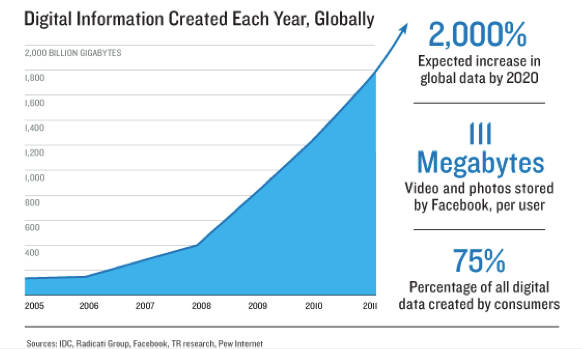 Digital Information Created Each Year, Globally
2,000 BILLION GIGABYTES
1,800
1,600
1,400
1,200
1,000
800
600
400
2005 2006 2007 2008 2009 2010 2011
2,000%
Expected increase in
global data by 2020
111
Megabytes
Video and photos stored
by Facebook, per user
75%
Percentage of all digital
data created by consumers
Sources: IDC, Radicati Group, Facebook, TR research, Pew Internet